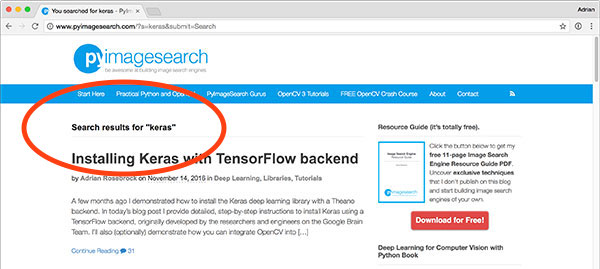 You searched for keras - PyIm
Adrian
www.pyimagesearch.com/?s=keras&submit=Search
pyimagesearch
be awesome at building image search engines
Start Here Practical Python and OpenCV PyImageSearch Gurus OpenCV 3 Tutorials FREE OpenCV Crash Course About Contact
Search results for "keras"
Installing Keras with TensorFlow backend
by Adrian Rosebrock on November 14, 2016 in Deep Learning, Libraries, Tutorials
A few months ago I demonstrated how to install the Keras deep learning library with a Theano
backend. In today's blog post I provide detailed, step-by-step instructions to install Keras using a
TensorFlow backend, originally developed by the researchers and engineers on the Google Brain
Team. I'll also (optionally) demonstrate how you can integrate OpenCV into [...]
Continue Reading 31
Resource Guide (it's totally free).
Image Search Engine
Resource Guide
Click the button below to get my
free 11-page Image Search
Engine Resource Guide PDF.
Uncover exclusive techniques
that I don't publish on this blog
and start building image search
engines of your own.
Download for Free!
Deep Learning for Computer Vision with
Python Book